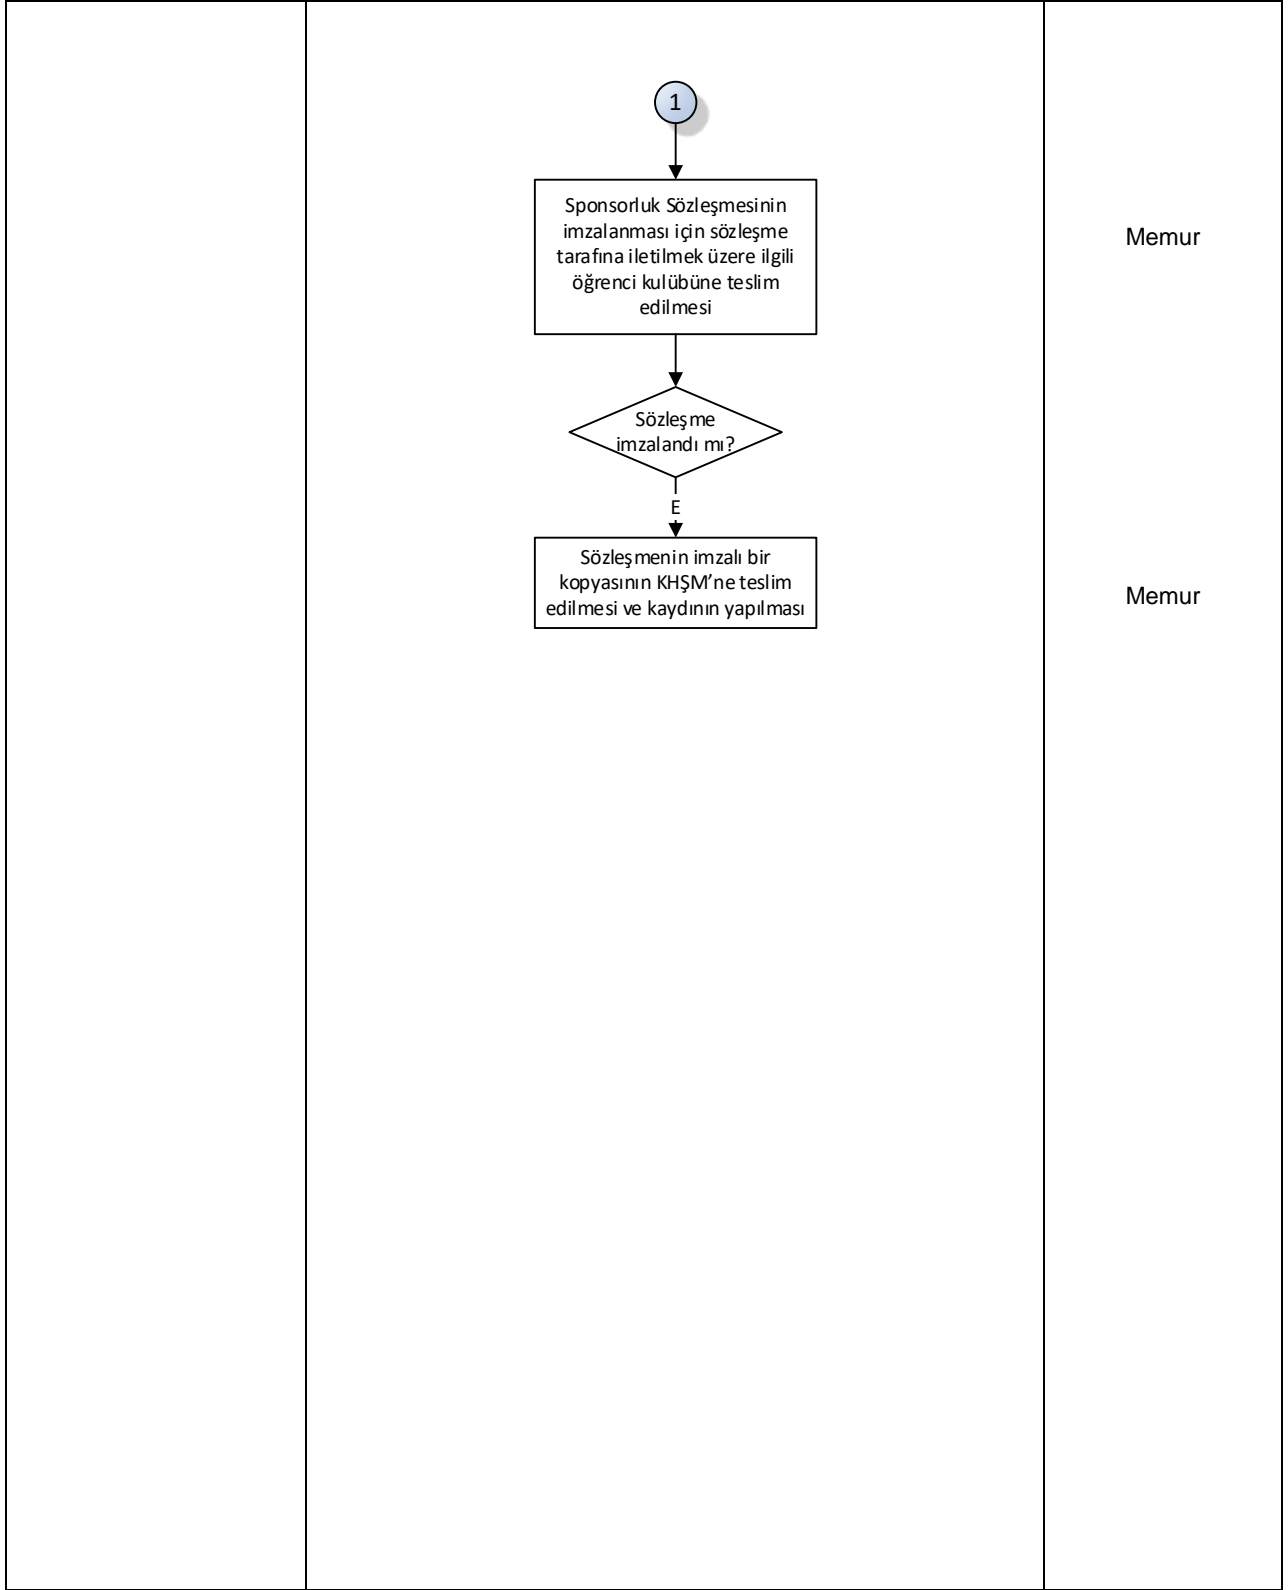 1
Sponsorluk Sözleşmesinin
imzalanması için sözleşme
tarafına iletilmek üzere ilgili
öğrenci kulübüne teslim
edilmesi
Memur
Sözleşme
imzalandı mı?
E
Sözleşmenin imzalı bir
kopyasının KHŞM’ne teslim
edilmesi ve kaydının yapılması
Memur